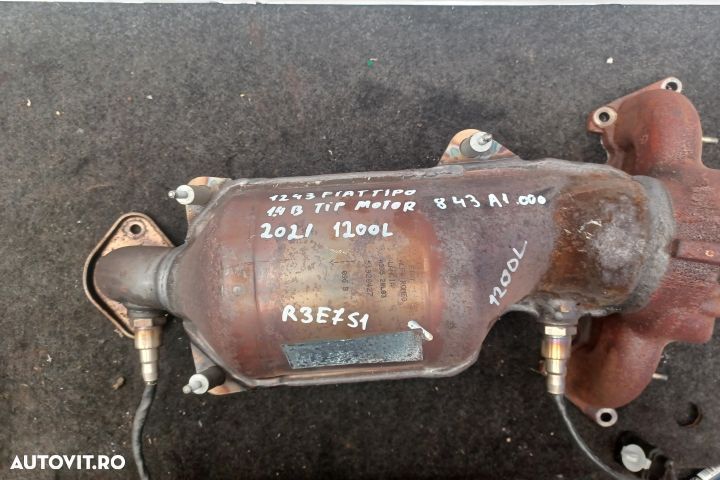 1243 FIAT TIPO
1.4 B TIP MOTOR 843 A1.000
2021 1200L
1200L
R3E7S1
AUTOVIT.RO